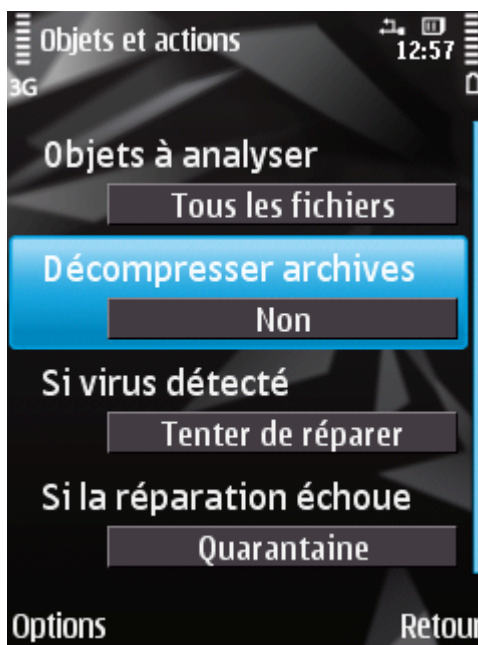 Objets et actions
12:57
3G
Objets à analyser
Tous les fichiers
Décompresser archives
Non
Si virus détecté
Tenter de réparer
Si la réparation échoue
Quarantaine
Options
Retour